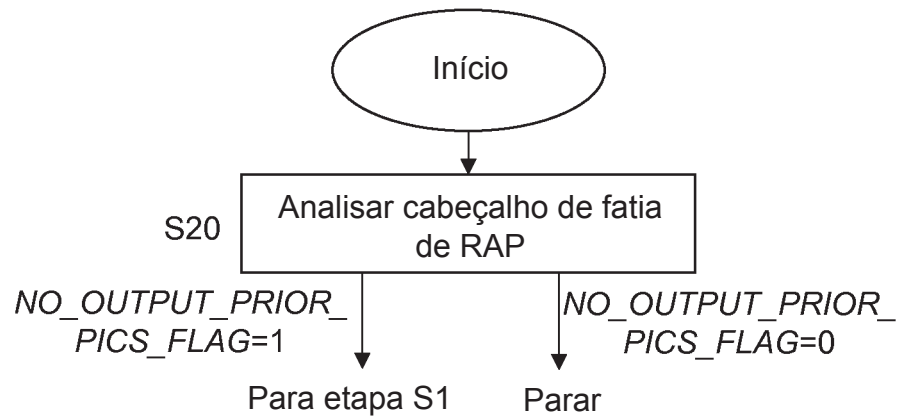 Início
S20
Analisar cabeçalho de fatia
de RAP
NO_OUTPUT_PRIOR_
PICS_FLAG=1
NO_OUTPUT_PRIOR_
PICS_FLAG=0
Para etapa S1
Parar